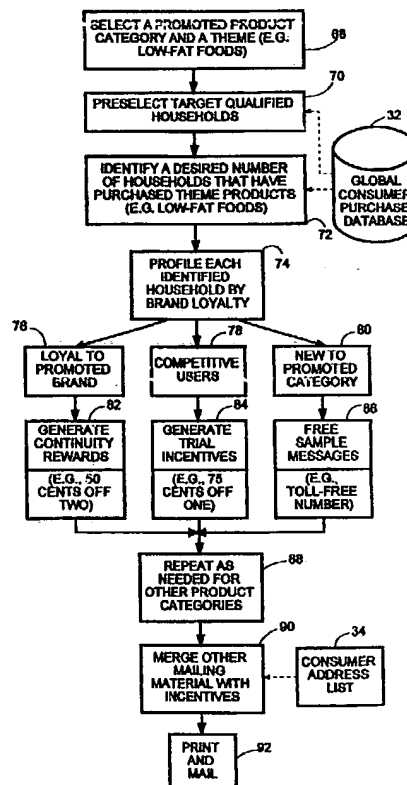 SELECT A PROMOTED PRODUCT
CATEGORY AND A THEME (E.G.
LOW-FAT FOODS)
68
70
PRESELECT TARGET QUALIFIED
HOUSEHOLDS
32
IDENTIFY A DESIRED NUMBER
OF HOUSEHOLDS THAT HAVE
PURCHASED THEME PRODUCTS
(E.G. LOW-FAT FOODS)
GLOBAL
CONSUMER
PURCHASE
DATABASE
72
74
PROFILE EACH
IDENTIFIED
HOUSEHOLD BY
BRAND LOYALTY
76
78
80
LOYAL TO
PROMOTED
BRAND
COMPETITIVE
USERS
NEW TO
PROMOTED
CATEGORY
82
84
86
GENERATE
CONTINUITY
REWARDS
(E.G., 50
CENTS OFF
TWO)
GENERATE
TRIAL
INCENTIVES
(E.G., 75
CENTS OFF
ONE)
FREE
SAMPLE
MESSAGES
(E.G.,
TOLL-FREE
NUMBER)
88
REPEAT AS
NEEDED FOR
OTHER PRODUCT
CATEGORIES
90
34
MERGE OTHER
MAILING
MATERIAL WITH
INCENTIVES
CONSUMER
ADDRESS
LIST
PRINT
AND
MAIL
92